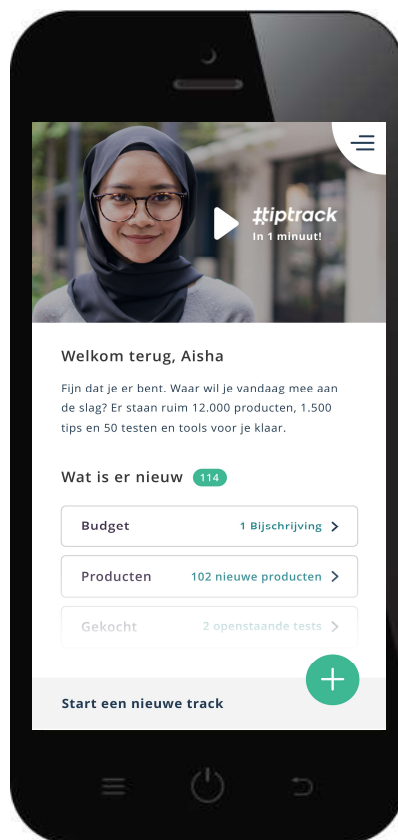 #tiptrack
In 1 minuut!
Welkom terug, Aisha
Fijn dat je er bent. Waar wil je vandaag mee aan
de slag? Er staan ruim 12.000 producten, 1.500
tips en 50 testen en tools voor je klaar.
Wat is er nieuw 114
Budget 1 Bijschrijving
Producten 102 nieuwe producten
Gekocht 2 openstaande tests
Start een nieuwe track